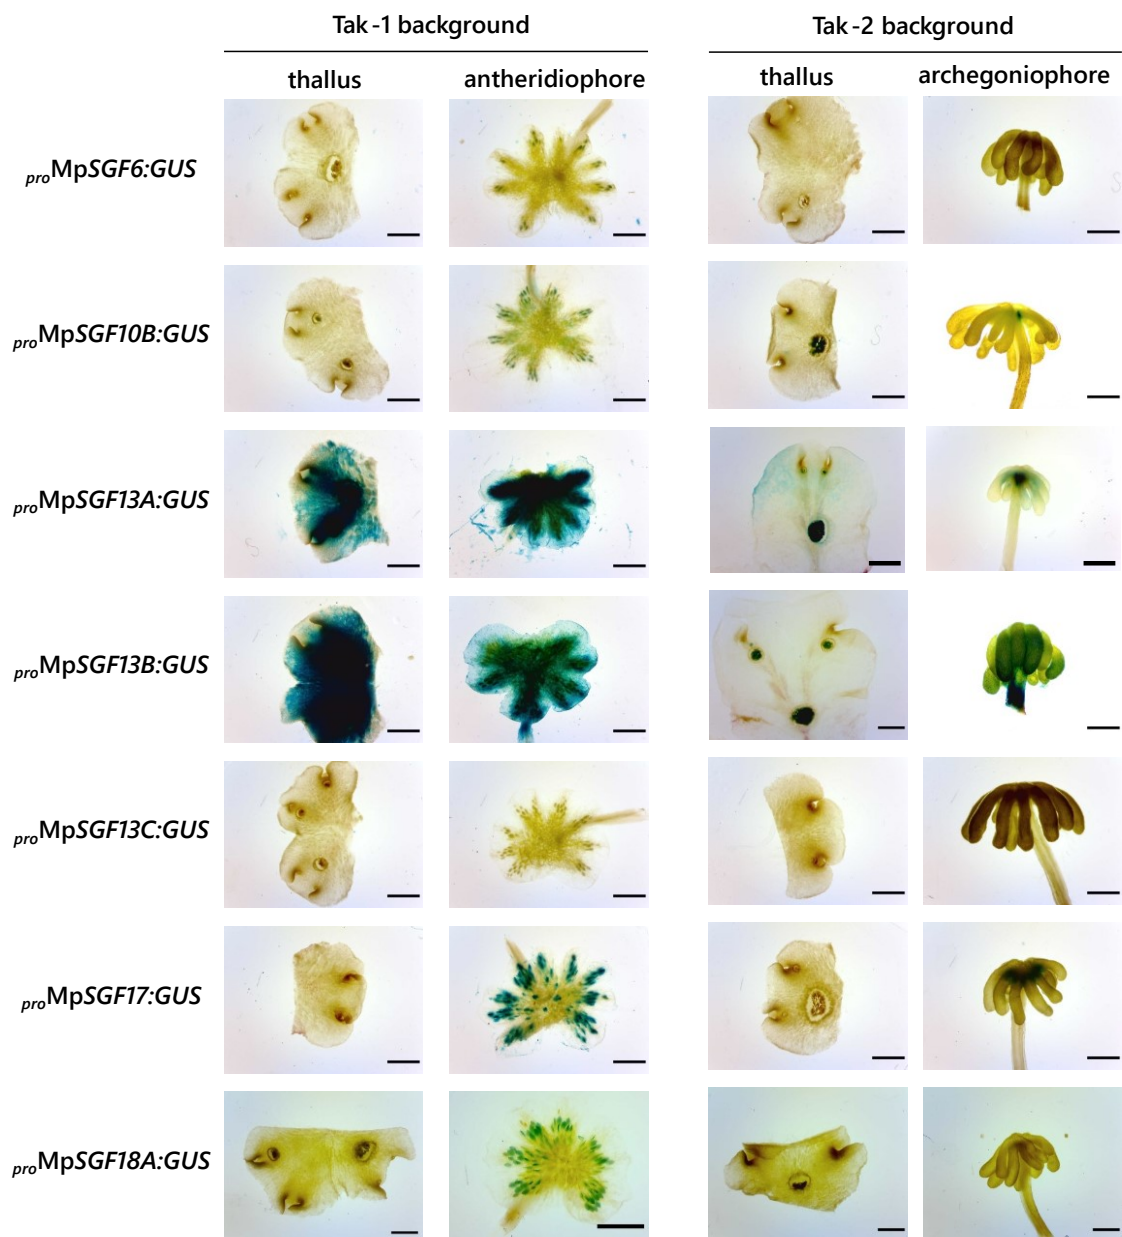 Tak-1 background
Tak-2 background
thallus
antheridiophore
thallus
archegoniophore
proMpSGF6:GUS
proMpSGF10B:GUS
proMpSGF13A:GUS
proMpSGF13B:GUS
proMpSGF13C:GUS
proMpSGF17:GUS
proMpSGF18A:GUS